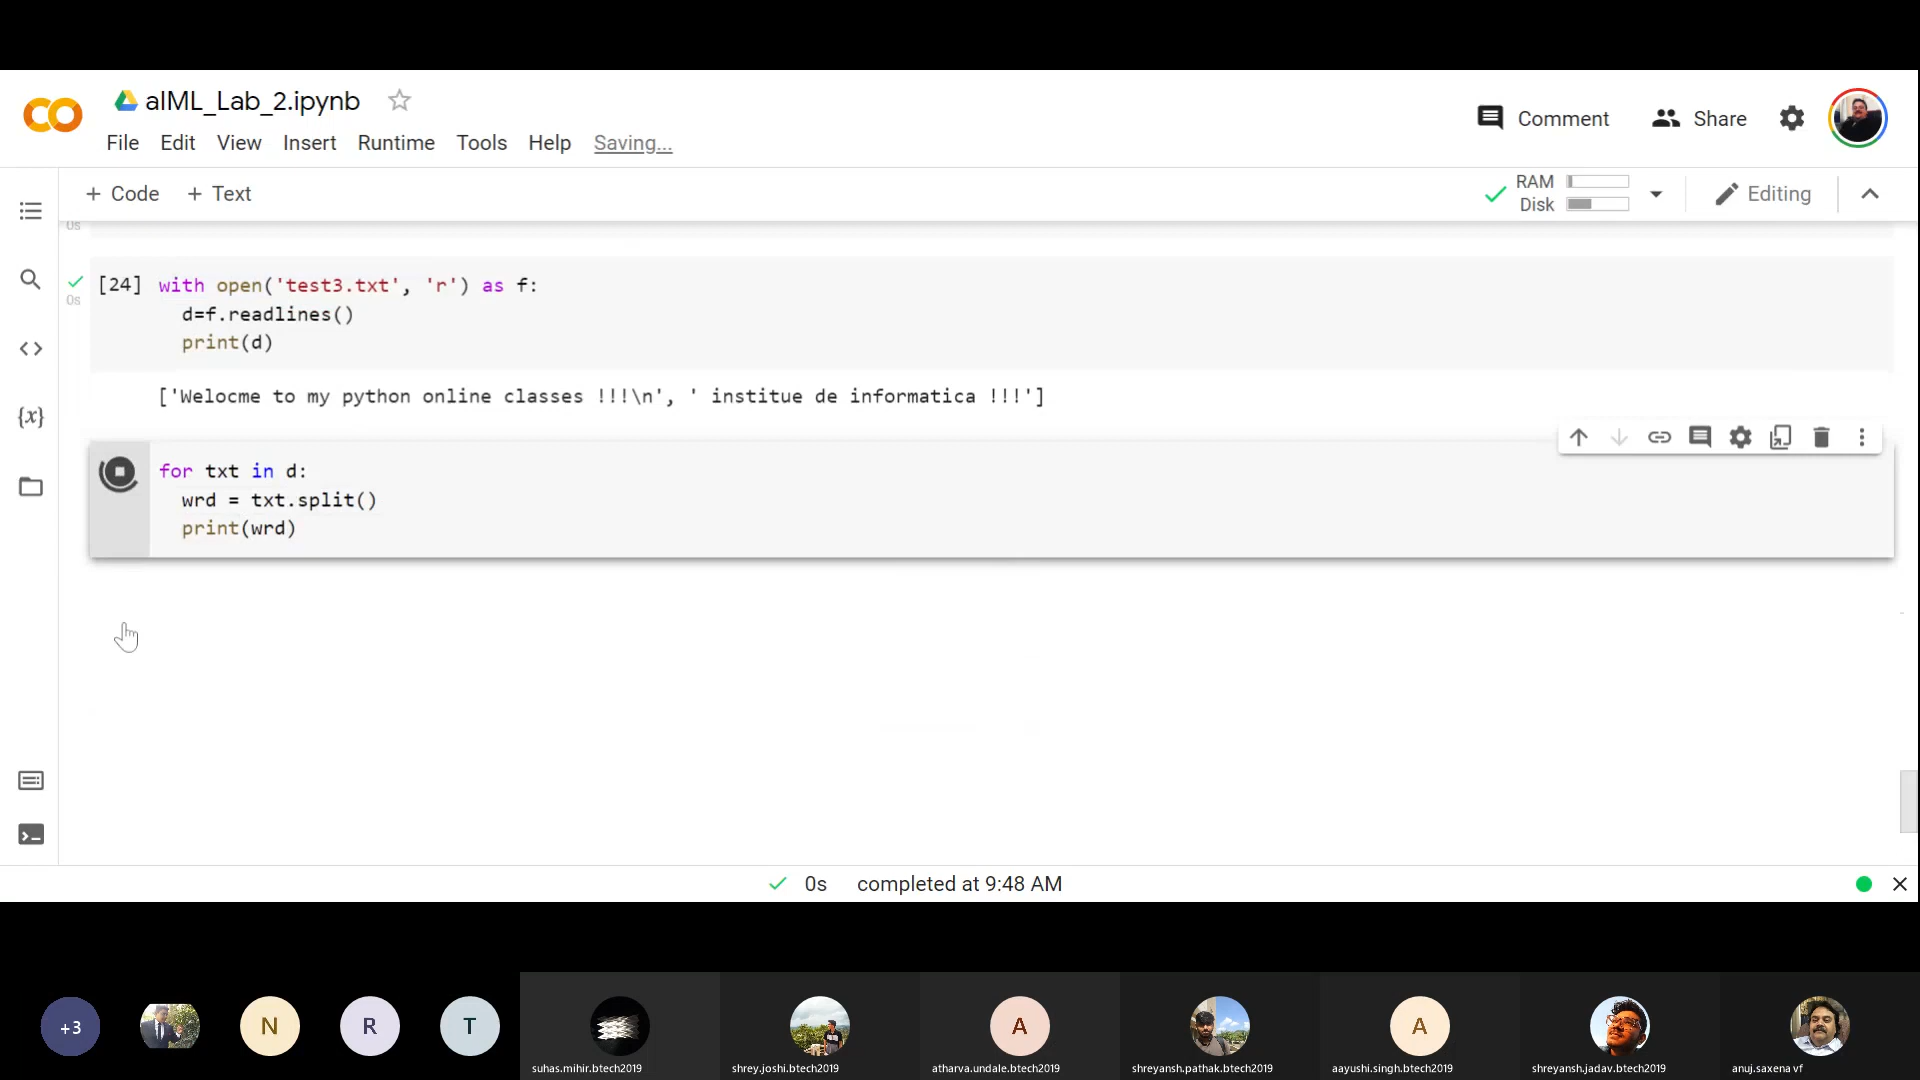 aIML_Lab_2.ipynb
File Edit View Insert Runtime Tools Help Saving...
Comment Share
+ Code + Text
RAM
Disk
Editing
0s
[24] with open('test3.txt', 'r') as f:
0s
d=f.readlines()
print(d)
['Welocme to my python online classes !!!\n', ' institue de informatica !!!']
for txt in d:
wrd = txt.split()
print(wrd)
0s completed at 9:48 AM
+3
N
R
T
A
A
suhas.mihir.btech2019
shrey.joshi.btech2019
atharva.undale.btech2019
shreyansh.pathak.btech2019
aayushi.singh.btech2019
shreyansh.jadav.btech2019
anuj.saxena vf